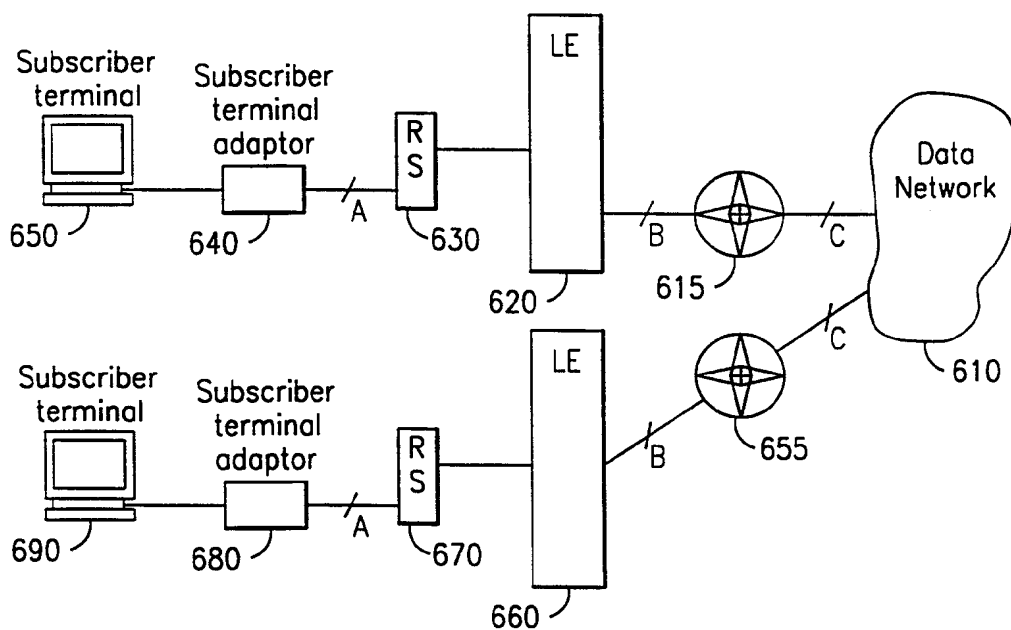 Subscriber
terminal
650
Subscriber
terminal
adaptor
640
A
R
S
630
LE
620
B
615
C
Data
Network
610
Subscriber
terminal
690
Subscriber
terminal
adaptor
680
A
R
S
670
LE
660
B
655
C